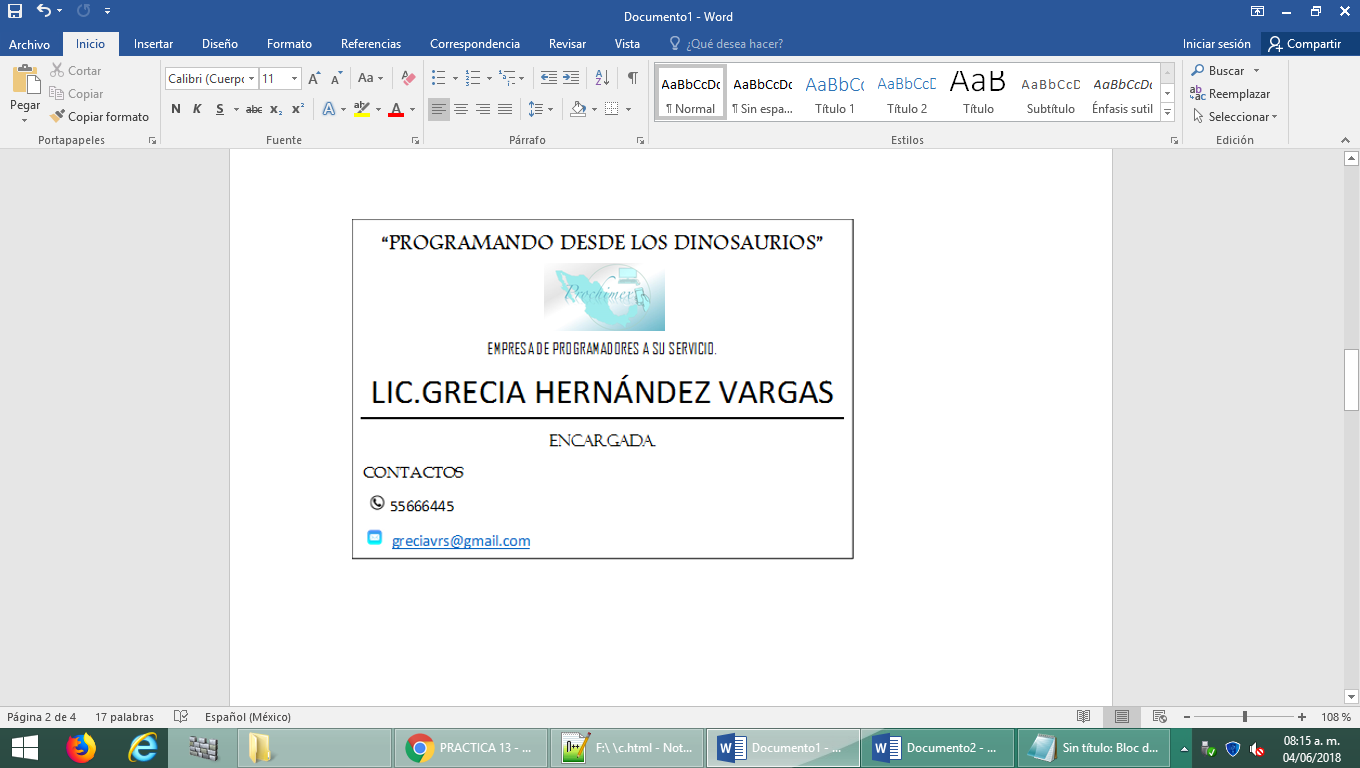 Documento1 - Word
Archivo Inicio Insertar Diseño Formato Referencias Correspondencia Revisar Vista ¿Qué desea hacer? Iniciar sesión Compartir
Pegar
Cortar
Copiar
Copiar formato
Portapapeles
Calibri (Cuerpo 11
N K S abc x₂ x²
Fuente
Párrafo
AaBbCcDc AaBbCcDc AaBbCc AaBbCcD AaB AaBbCcD AaBbCcDc
¶ Normal ¶ Sin espa... Título 1 Título 2 Título Subtítulo Énfasis sutil
Estilos
Buscar
Reemplazar
Seleccionar
Edición
“PROGRAMANDO DESDE LOS DINOSAURIOS”
Prochimex
EMPRESA DE PROGRAMADORES A SU SERVICIO.
LIC.GRECIA HERNÁNDEZ VARGAS
ENCARGADA.
CONTACTOS
55666445
greciavrs@gmail.com
Página 2 de 4 17 palabras Español (México) 108 %
PRACTICA 13 - ... F:\ \c.html - Not... Documento1 - ... Documento2 - ... Sin título: Bloc d... 08:15 a. m.
04/06/2018